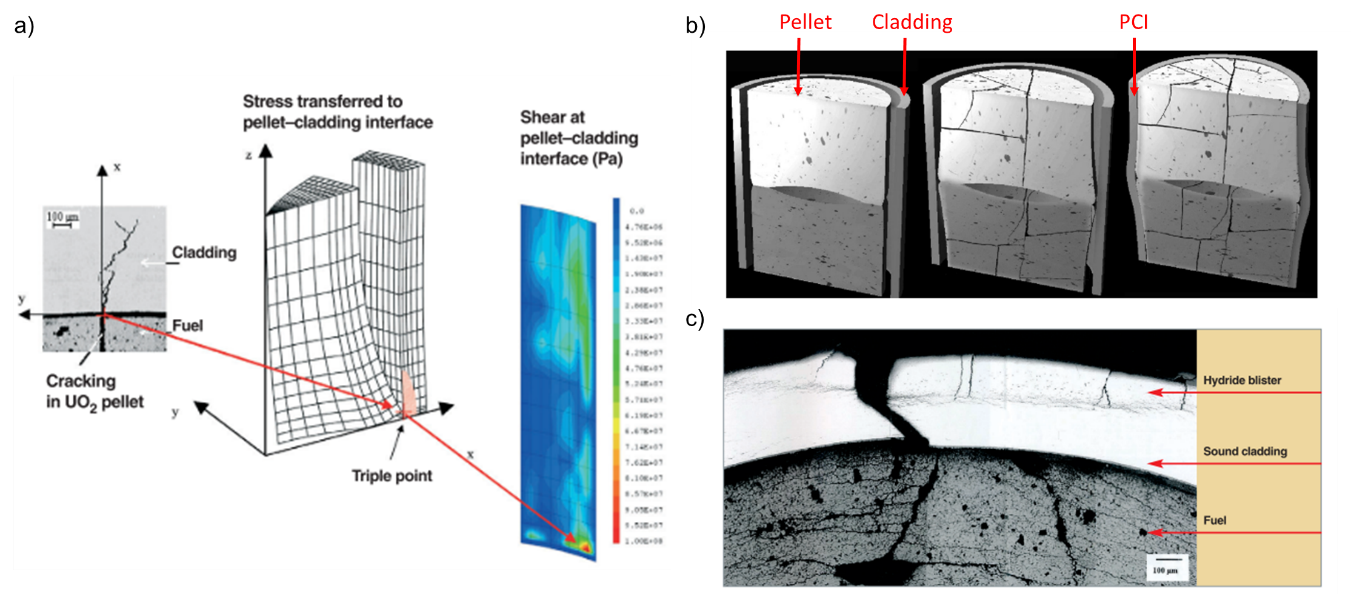 a)
Stress transferred to
pellet–cladding interface
Shear at
pellet–cladding
interface (Pa)
x
100 µm
Cladding
y
Fuel
Cracking
in UO2 pellet
z
y
x
Triple point
0.0
4.76E+06
9.52E+06
1.43E+07
1.90E+07
2.38E+07
2.86E+07
3.33E+07
3.81E+07
4.29E+07
4.76E+07
5.24E+07
5.71E+07
6.19E+07
6.67E+07
7.14E+07
7.62E+07
8.10E+07
8.57E+07
9.05E+07
9.52E+07
1.00E+08
b)
Pellet
Cladding
PCI
c)
Hydride blister
Sound cladding
Fuel
100 µm